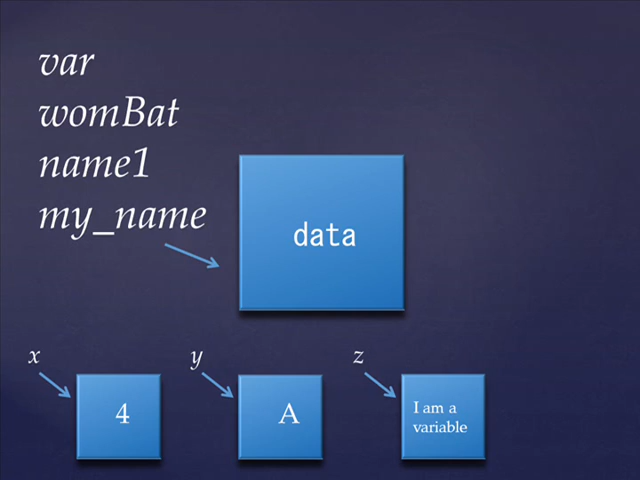 var
womBat
name1
my_name
data
x
y
z
4
A
I am a
variable